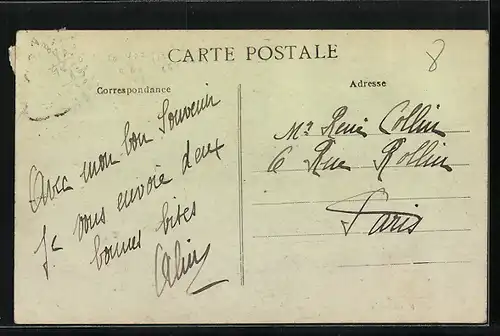 CARTE POSTALE
8
Correspondance
Adresse
Avec mon bon Souvenir
Je vous envoie deux
bonnes bises
Mr René Collin
6 Rue Rollin
Paris